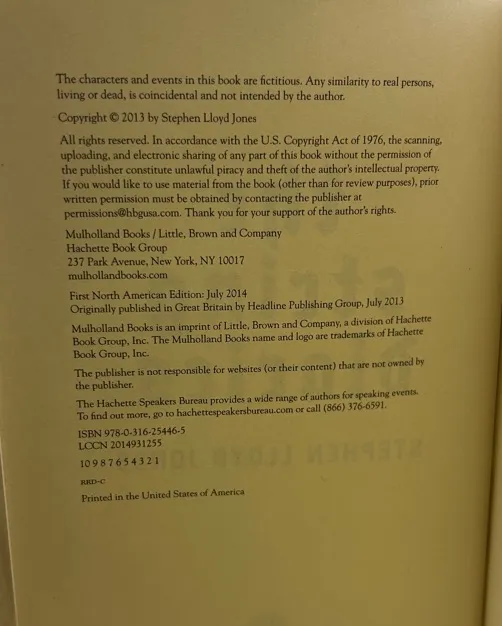 The characters and events in this book are fictitious. Any similarity to real persons,
living or dead, is coincidental and not intended by the author.
Copyright © 2013 by Stephen Lloyd Jones
All rights reserved. In accordance with the U.S. Copyright Act of 1976, the scanning,
uploading, and electronic sharing of any part of this book without the permission of
the publisher constitute unlawful piracy and theft of the author's intellectual property.
If you would like to use material from the book (other than for review purposes), prior
written permission must be obtained by contacting the publisher at
permissions@hbgusa.com. Thank you for your support of the author's rights.
Mulholland Books / Little, Brown and Company
Hachette Book Group
237 Park Avenue, New York, NY 10017
mulhollandbooks.com
First North American Edition: July 2014
Originally published in Great Britain by Headline Publishing Group, July 2013
Mulholland Books is an imprint of Little, Brown and Company, a division of Hachette
Book Group, Inc. The Mulholland Books name and logo are trademarks of Hachette
Book Group, Inc.
The publisher is not responsible for websites (or their content) that are not owned by
the publisher.
The Hachette Speakers Bureau provides a wide range of authors for speaking events.
To find out more, go to hachettespeakersbureau.com or call (866) 376-6591.
ISBN 978-0-316-25446-5
LCCN 2014931255
10 9 8 7 6 5 4 3 2 1
RRD-C
Printed in the United States of America